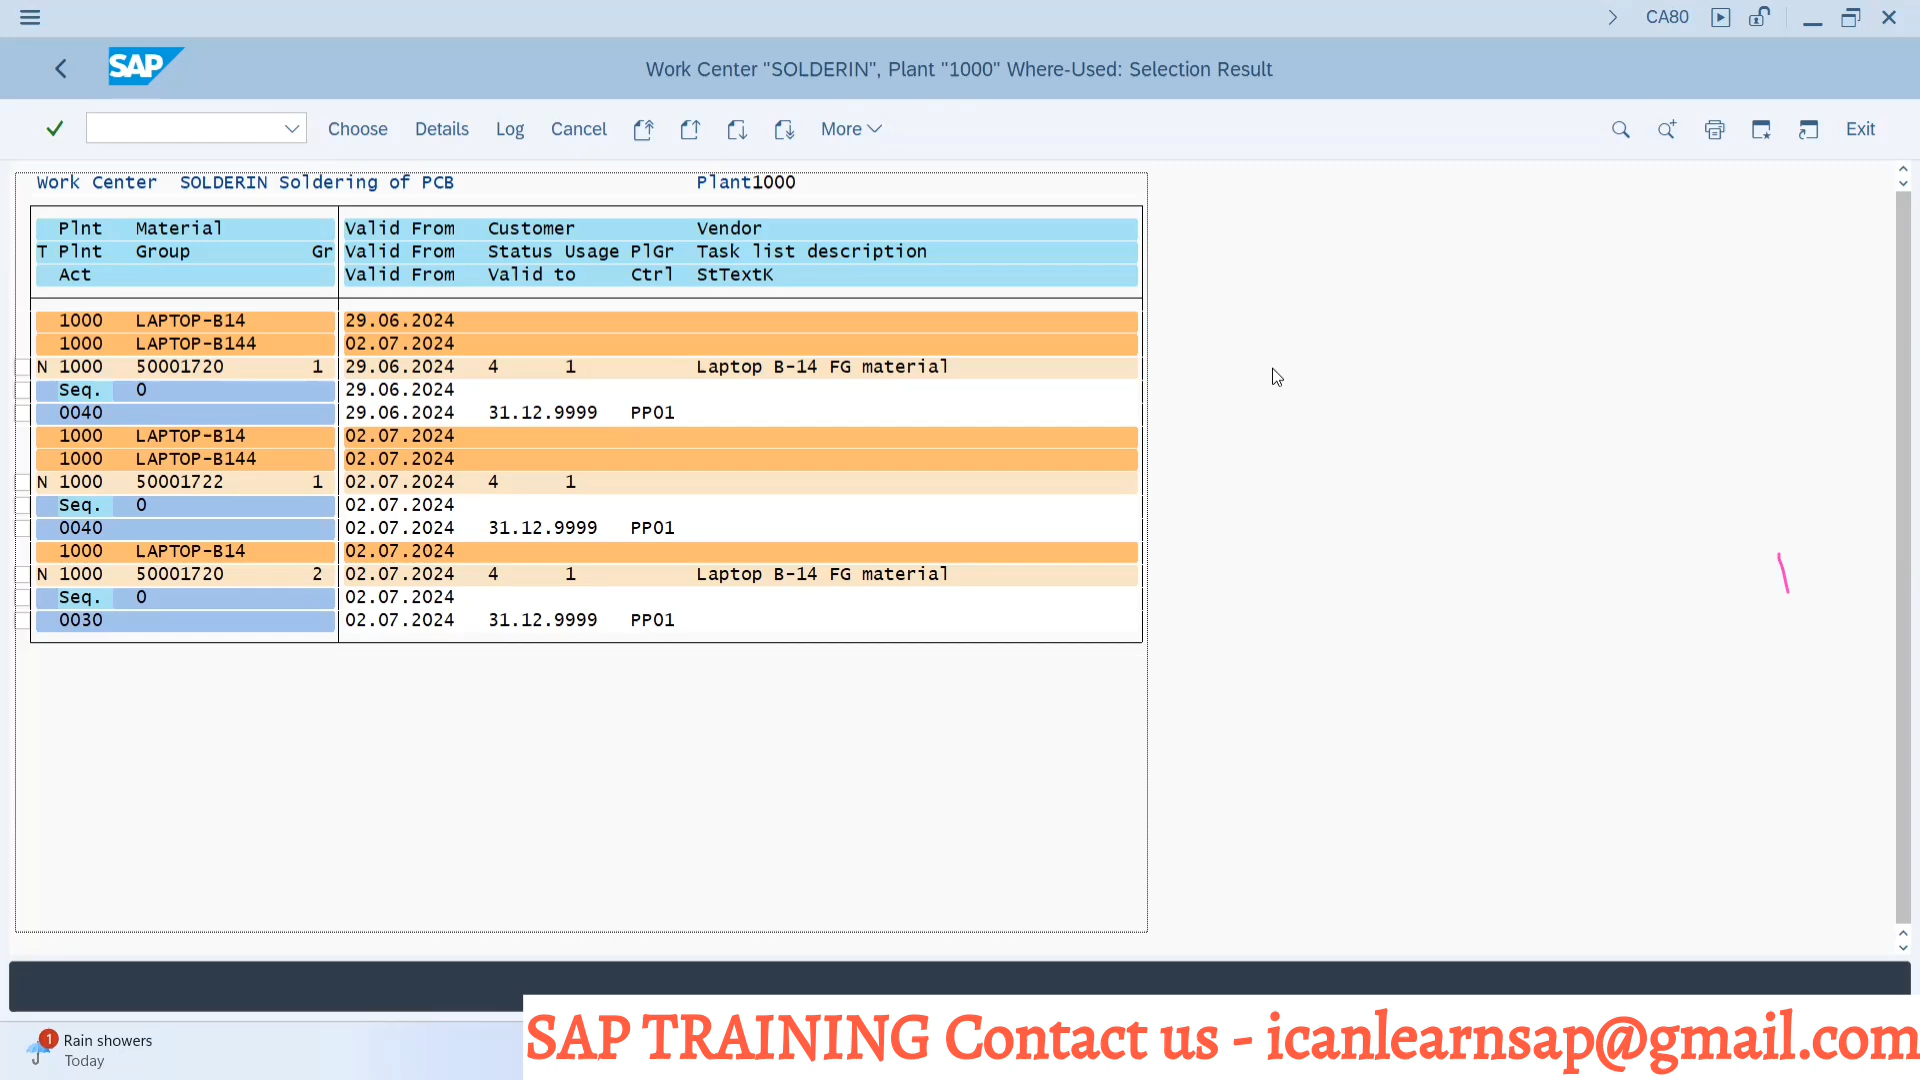 CA80
SAP
Work Center "SOLDERIN", Plant "1000" Where-Used: Selection Result
Choose Details Log Cancel More Exit
Work Center SOLDERIN Soldering of PCB Plant1000
Plnt Material Valid From Customer Vendor
T Plnt Group Gr Valid From Status Usage PlGr Task list description
Act Valid From Valid to Ctrl StTextK
1000 LAPTOP-B14 29.06.2024
1000 LAPTOP-B144 02.07.2024
N 1000 50001720 1 29.06.2024 4 1 Laptop B-14 FG material
Seq. 0 29.06.2024
0040 29.06.2024 31.12.9999 PP01
1000 LAPTOP-B14 02.07.2024
1000 LAPTOP-B144 02.07.2024
N 1000 50001722 1 02.07.2024 4 1
Seq. 0 02.07.2024
0040 02.07.2024 31.12.9999 PP01
1000 LAPTOP-B14 02.07.2024
N 1000 50001720 2 02.07.2024 4 1 Laptop B-14 FG material
Seq. 0 02.07.2024
0030 02.07.2024 31.12.9999 PP01
1 Rain showers
Today
SAP TRAINING Contact us - icanlearnsap@gmail.com